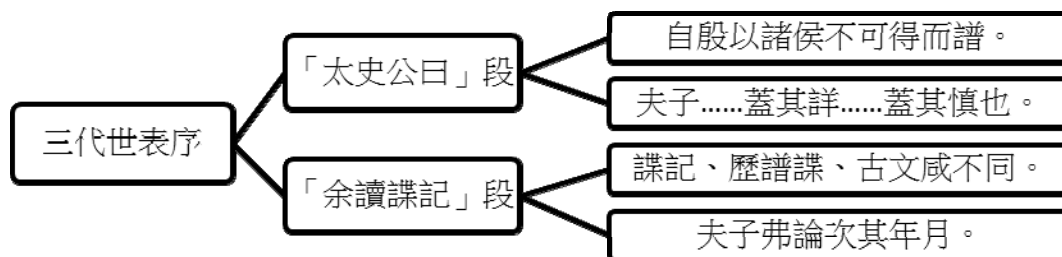 三代世表序
「太史公曰」段
自殷以諸侯不可得而譜。
夫子……蓋其詳……蓋其慎也。
「余讀諜記」段
諜記、歷譜諜、古文咸不同。
夫子弗論次其年月。